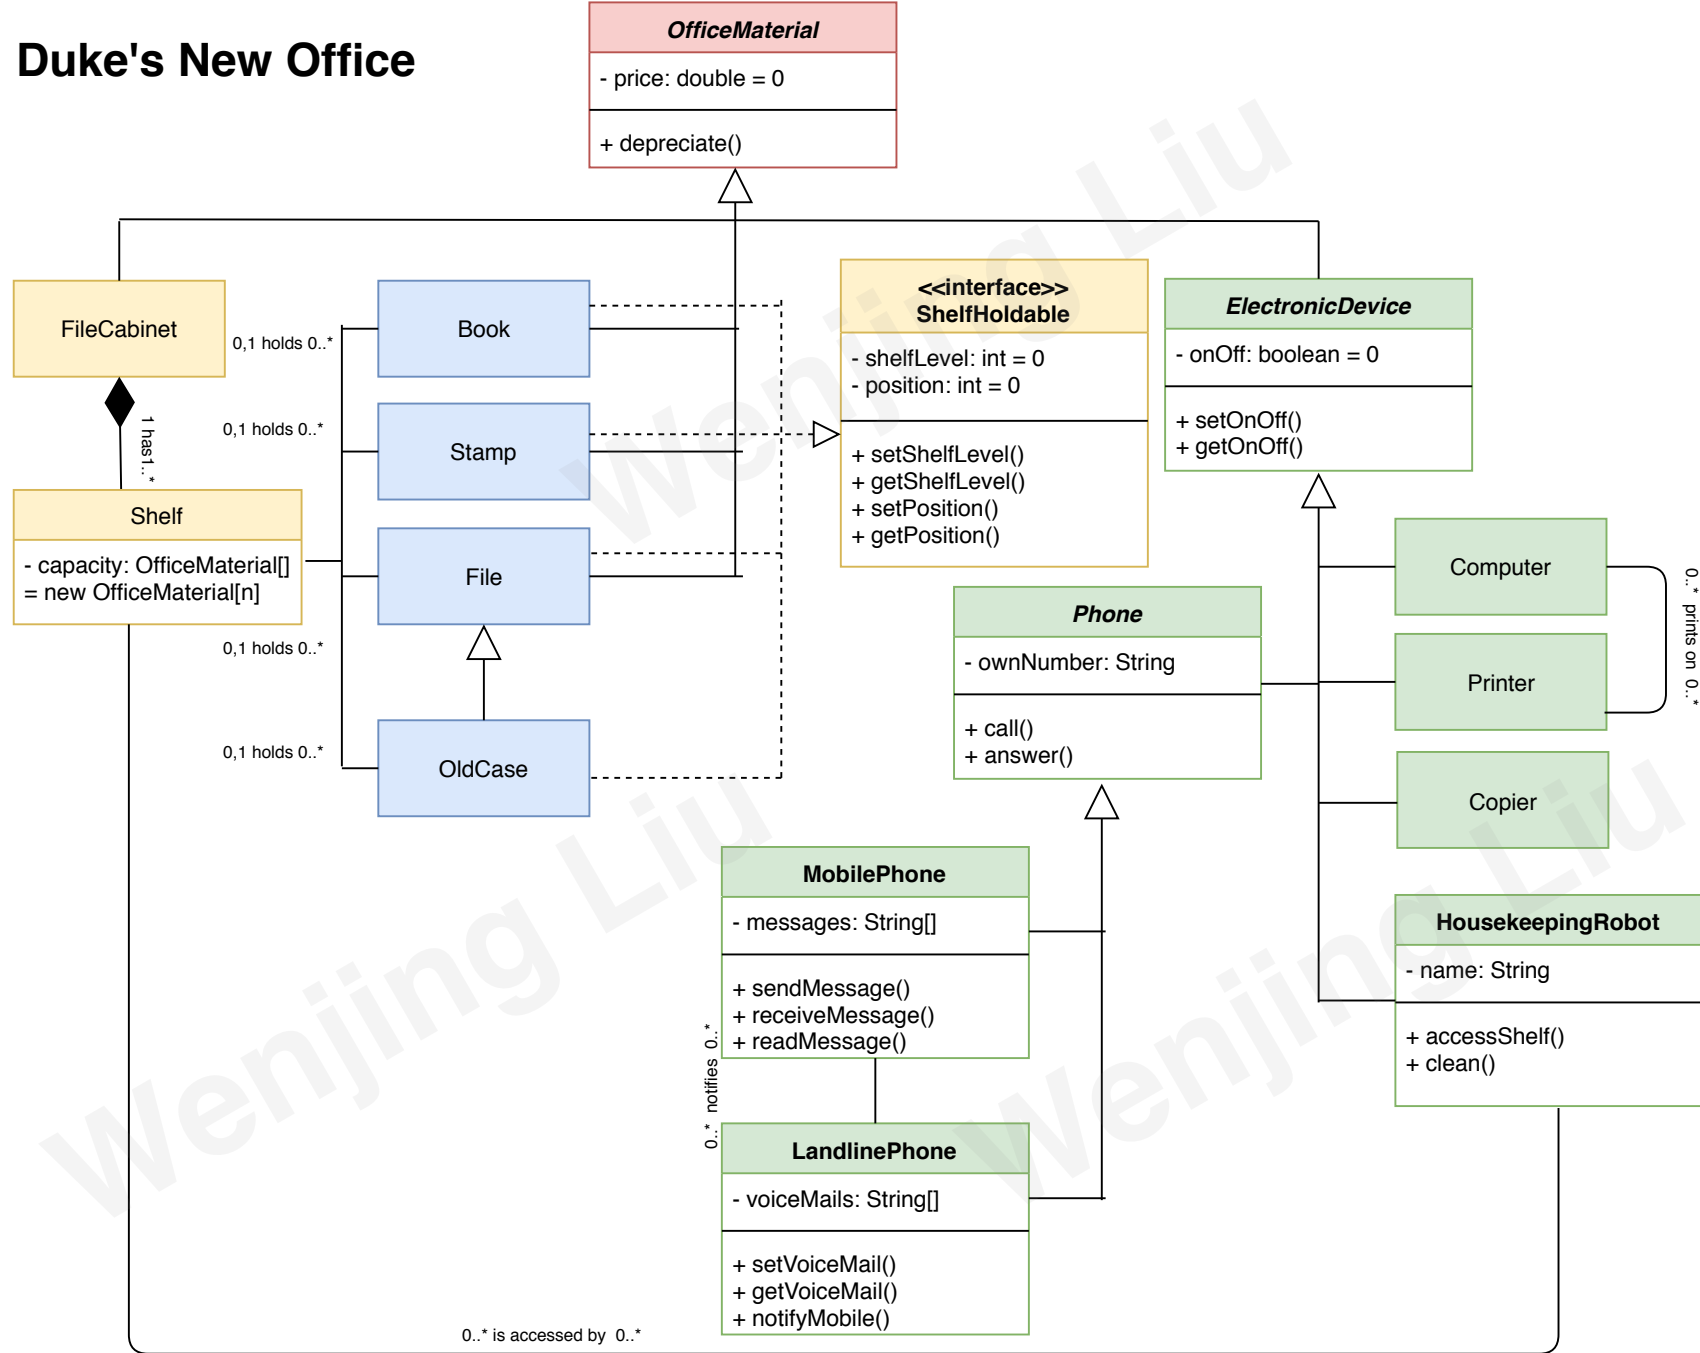 Duke's New Office
OfficeMaterial
- price: double = 0
+ depreciate()
FileCabinet
0,1 holds 0..*
Book
<<interface>>
ShelfHoldable
- shelfLevel: int = 0
- position: int = 0
+ setShelfLevel()
+ getShelfLevel()
+ setPosition()
+ getPosition()
ElectronicDevice
- onOff: boolean = 0
+ setOnOff()
+ getOnOff()
1 has1..*
0,1 holds 0..*
Stamp
Shelf
- capacity: OfficeMaterial[]
= new OfficeMaterial[n]
File
0,1 holds 0..*
0,1 holds 0..*
OldCase
Phone
- ownNumber: String
+ call()
+ answer()
Computer
0..* prints on 0..*
Printer
Copier
MobilePhone
- messages: String[]
+ sendMessage()
+ receiveMessage()
+ readMessage()
0..* notifies 0..*
LandlinePhone
- voiceMails: String[]
+ setVoiceMail()
+ getVoiceMail()
+ notifyMobile()
HousekeepingRobot
- name: String
+ accessShelf()
+ clean()
0..* is accessed by 0..*
Wenjing Liu
Wenjing Liu
Wenjing Liu